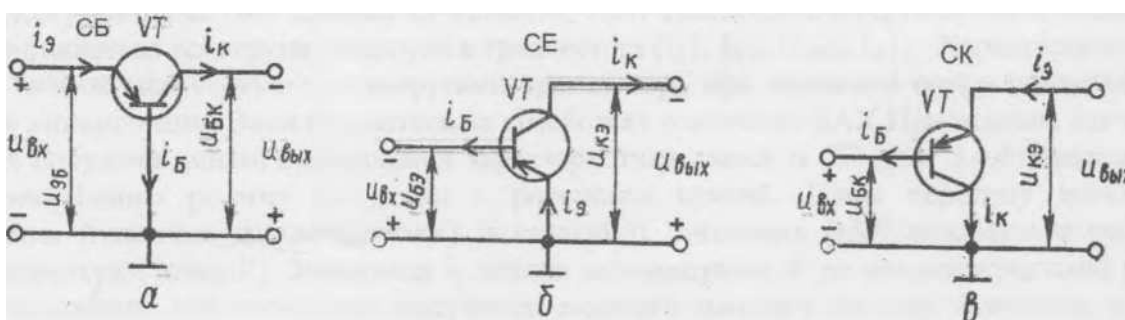 iэ СБ VT iк
+ −
uвх uэБ iБ uБк uвых
− +
а
СЕ iк
VT −
− iБ
uвх uБэ uкэ uвых
+ iэ +
б
СК iэ
VT
iБ
uвх uБк uкэ uвых
+ iк
в